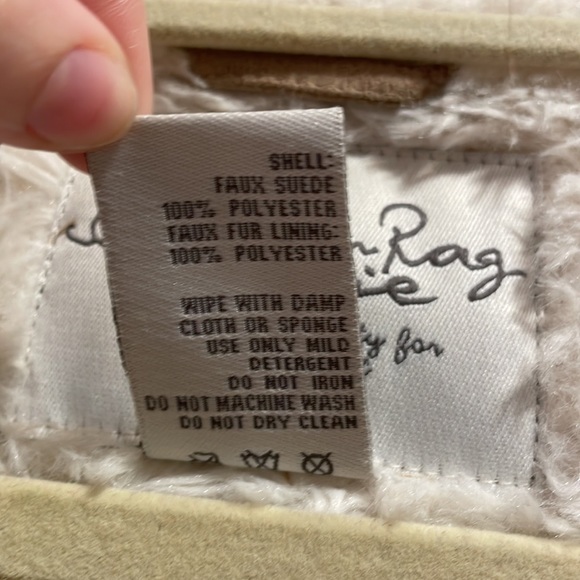 SHELL:
FAUX SUEDE
100% POLYESTER
FAUX FUR LINING:
100% POLYESTER
WIPE WITH DAMP
CLOTH OR SPONGE
USE ONLY MILD
DETERGENT
DO NOT IRON
DO NOT MACHINE WASH
DO NOT DRY CLEAN
Rag
for